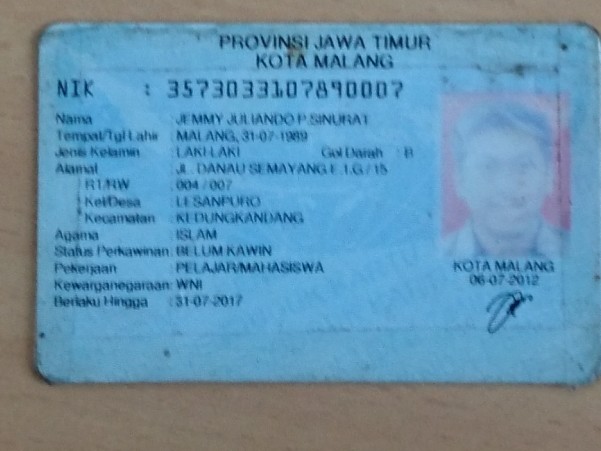 PROVINSI JAWA TIMUR
KOTA MALANG
NIK : 3573033107890007
Nama : JEMMY JULIANDO P.SINURAT
Tempat/Tgl Lahir : MALANG, 31-07-1989
Jenis Kelamin : LAKI-LAKI Gol Darah : B
Alamat : JL. DANAU SEMAYANG E.I.G / 15
RT/RW : 004 / 007
Kel/Desa : LESANPURO
Kecamatan : KEDUNGKANDANG
Agama : ISLAM
Status Perkawinan: BELUM KAWIN
Pekerjaan : PELAJAR/MAHASISWA
Kewarganegaraan: WNI
Berlaku Hingga : 31-07-2017
KOTA MALANG
06-07-2012